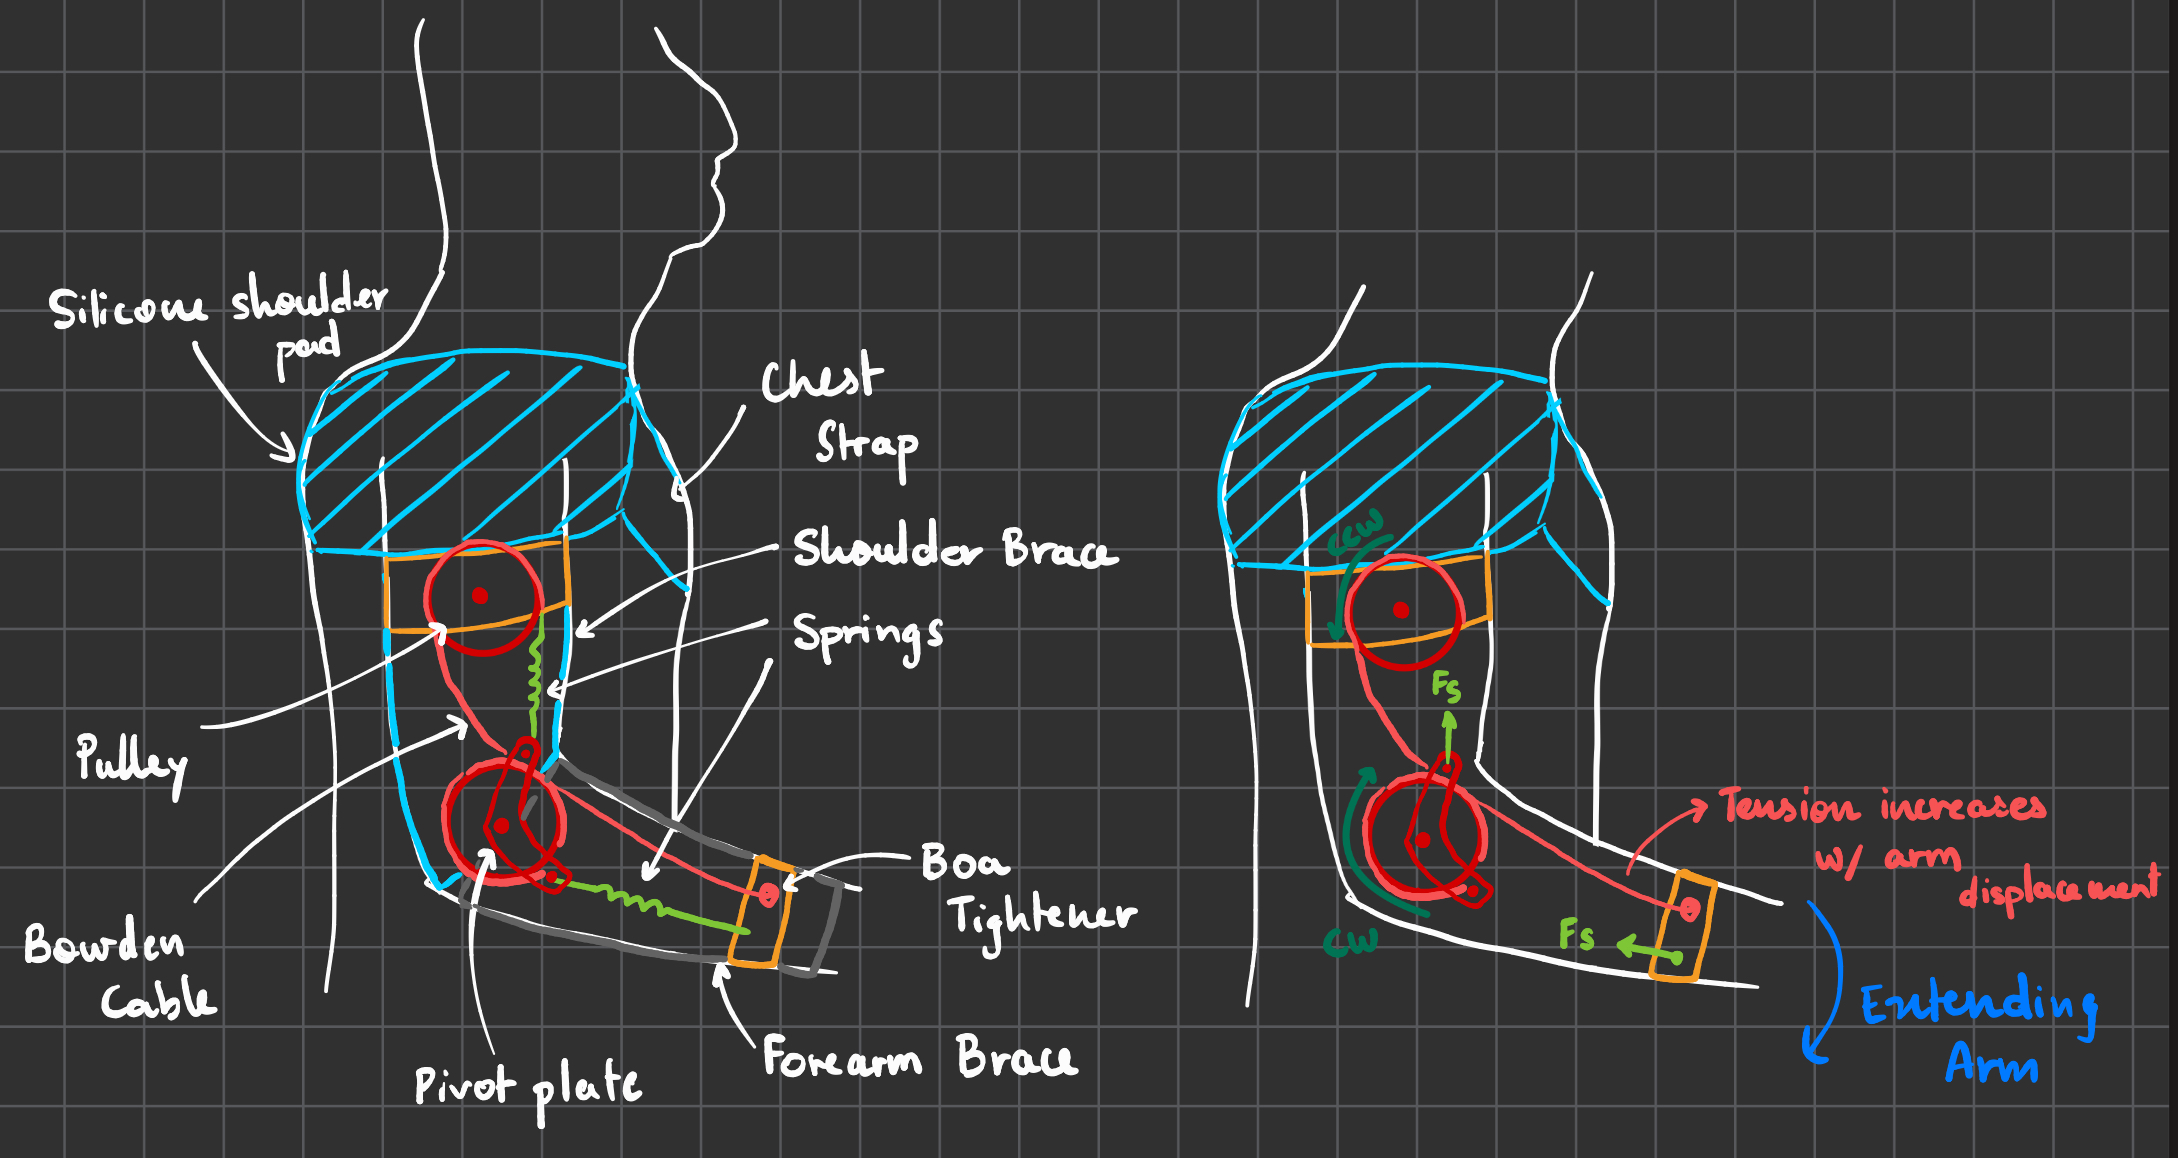 Silicone shoulder
pad
Chest
Strap
Shoulder Brace
Springs
Pulley
Bowden
Cable
Pivot plate
Boa
Tightener
Forearm Brace
CCW
Fs
CW
Fs
Tension increases
w/ arm
displacement
Extending
Arm